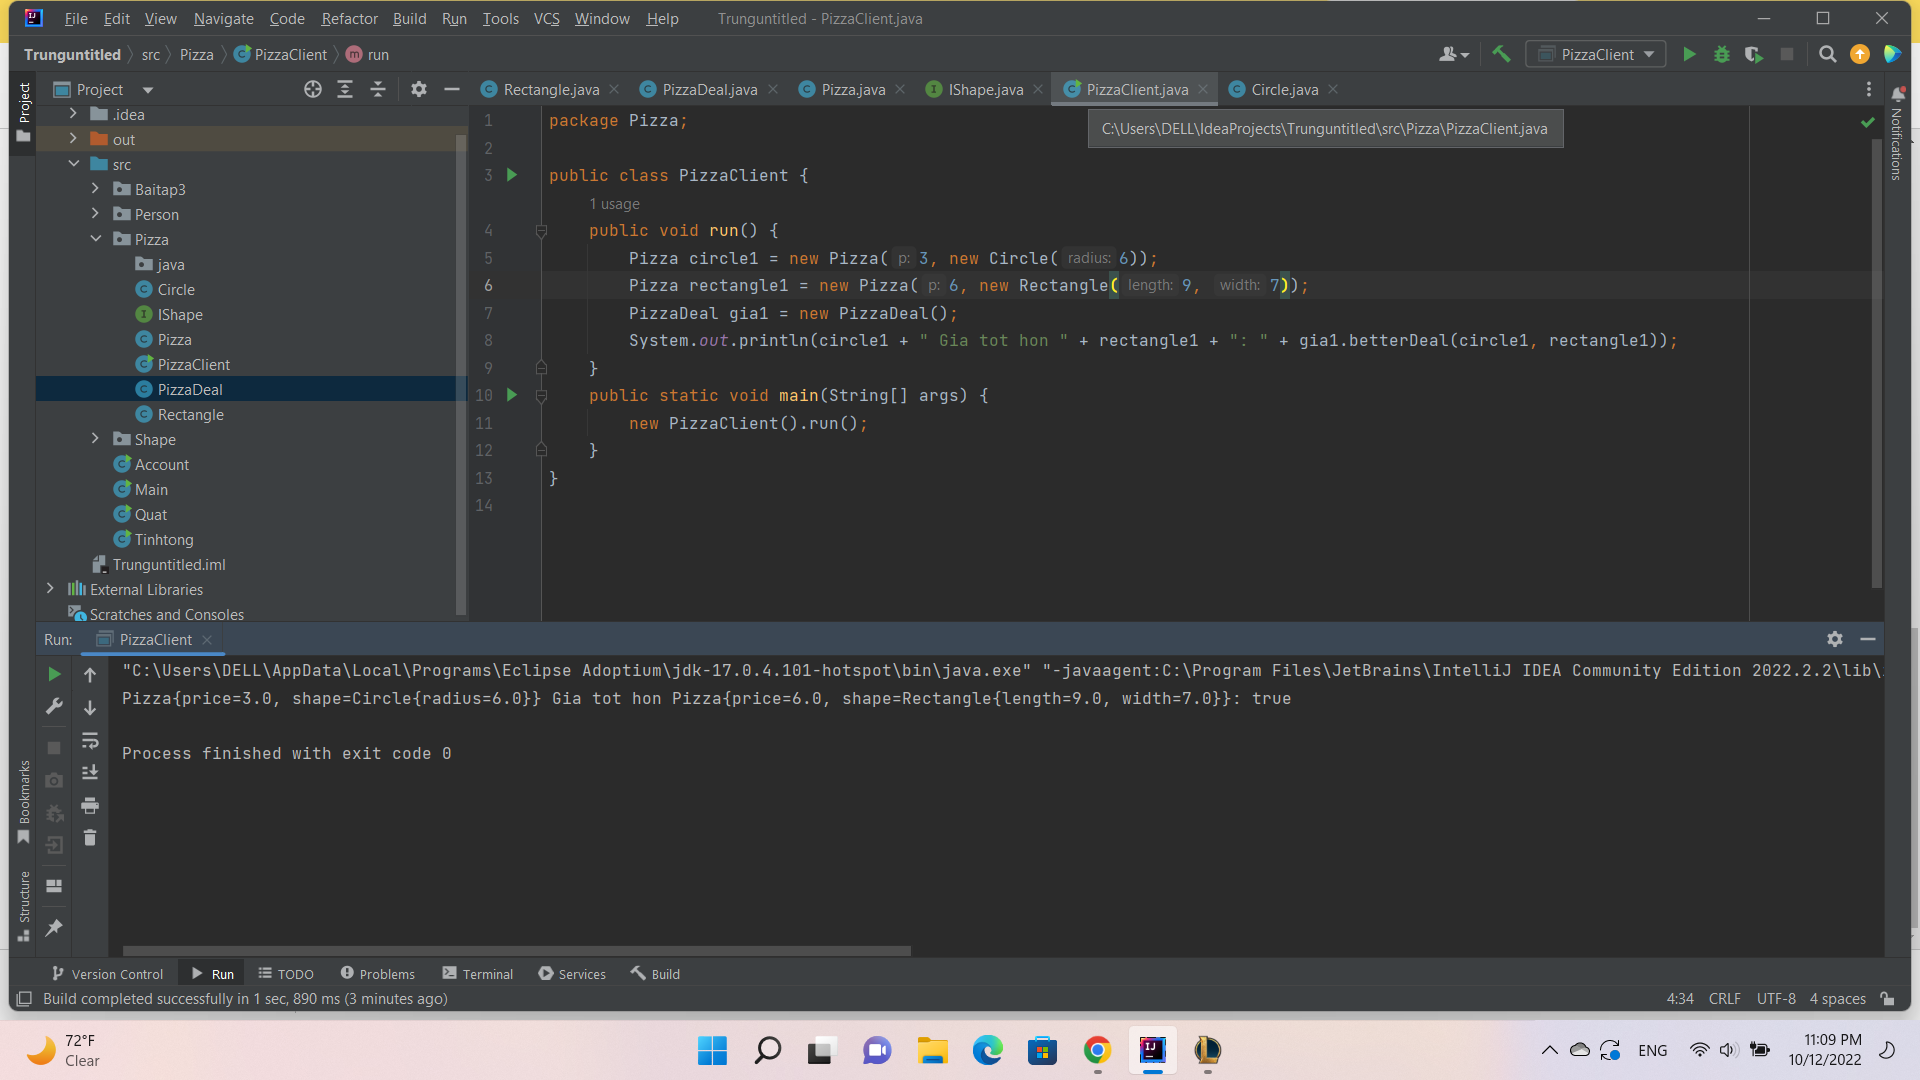 File Edit View Navigate Code Refactor Build Run Tools VCS Window Help Trunguntitled - PizzaClient.java
Trunguntitled src Pizza PizzaClient run PizzaClient
Project
Project
Rectangle.java PizzaDeal.java Pizza.java IShape.java PizzaClient.java Circle.java
C:\Users\DELL\IdeaProjects\Trunguntitled\src\Pizza\PizzaClient.java
Notifications
.idea
out
src
Baitap3
Person
Pizza
java
Circle
IShape
Pizza
PizzaClient
PizzaDeal
Rectangle
Shape
Account
Main
Quat
Tinhtong
Trunguntitled.iml
External Libraries
Scratches and Consoles
1 package Pizza;
2
3 public class PizzaClient {
1 usage
4 public void run() {
5 Pizza circle1 = new Pizza( p: 3, new Circle( radius: 6));
6 Pizza rectangle1 = new Pizza( p: 6, new Rectangle( length: 9, width: 7));
7 PizzaDeal gia1 = new PizzaDeal();
8 System.out.println(circle1 + " Gia tot hon " + rectangle1 + ": " + gia1.betterDeal(circle1, rectangle1));
9 }
10 public static void main(String[] args) {
11 new PizzaClient().run();
12 }
13 }
14
Run: PizzaClient
"C:\Users\DELL\AppData\Local\Programs\Eclipse Adoptium\jdk-17.0.4.101-hotspot\bin\java.exe" "-javaagent:C:\Program Files\JetBrains\IntelliJ IDEA Community Edition 2022.2.2\lib\
Pizza{price=3.0, shape=Circle{radius=6.0}} Gia tot hon Pizza{price=6.0, shape=Rectangle{length=9.0, width=7.0}}: true
Process finished with exit code 0
Bookmarks
Structure
Version Control Run TODO Problems Terminal Services Build
Build completed successfully in 1 sec, 890 ms (3 minutes ago) 4:34 CRLF UTF-8 4 spaces
72°F
Clear
ENG
11:09 PM
10/12/2022